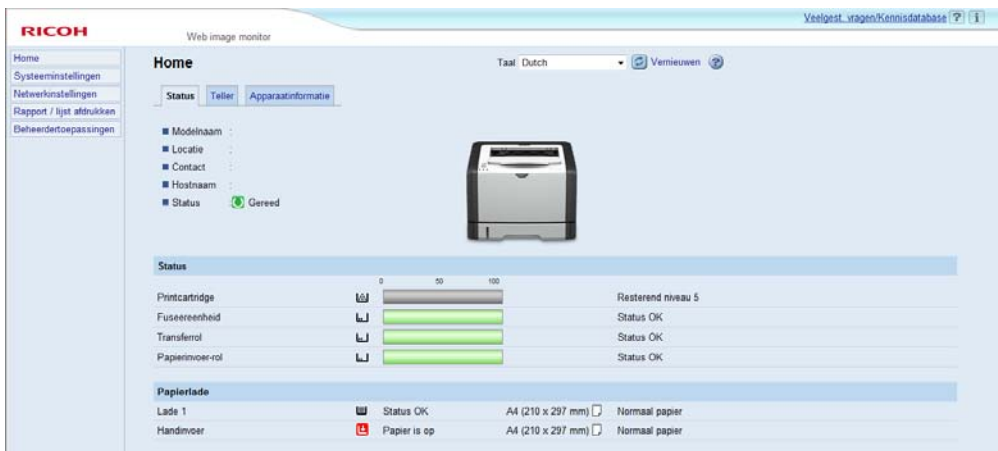 Veelgest. vragen/Kennisdatabase ? i
RICOH
Web image monitor
Home
Systeeminstellingen
Netwerkinstellingen
Rapport / lijst afdrukken
Beheerdertoepassingen
Home
Taal Dutch Vernieuwen ?
Status Teller Apparaatinformatie
Modelnaam :
Locatie :
Contact :
Hostnaam :
Status : Gereed
Status
0 50 100
Printcartridge Resterend niveau 5
Fuseereenheid Status OK
Transferrol Status OK
Papierinvoer-rol Status OK
Papierlade
Lade 1 Status OK A4 (210 x 297 mm) Normaal papier
Handinvoer Papier is op A4 (210 x 297 mm) Normaal papier